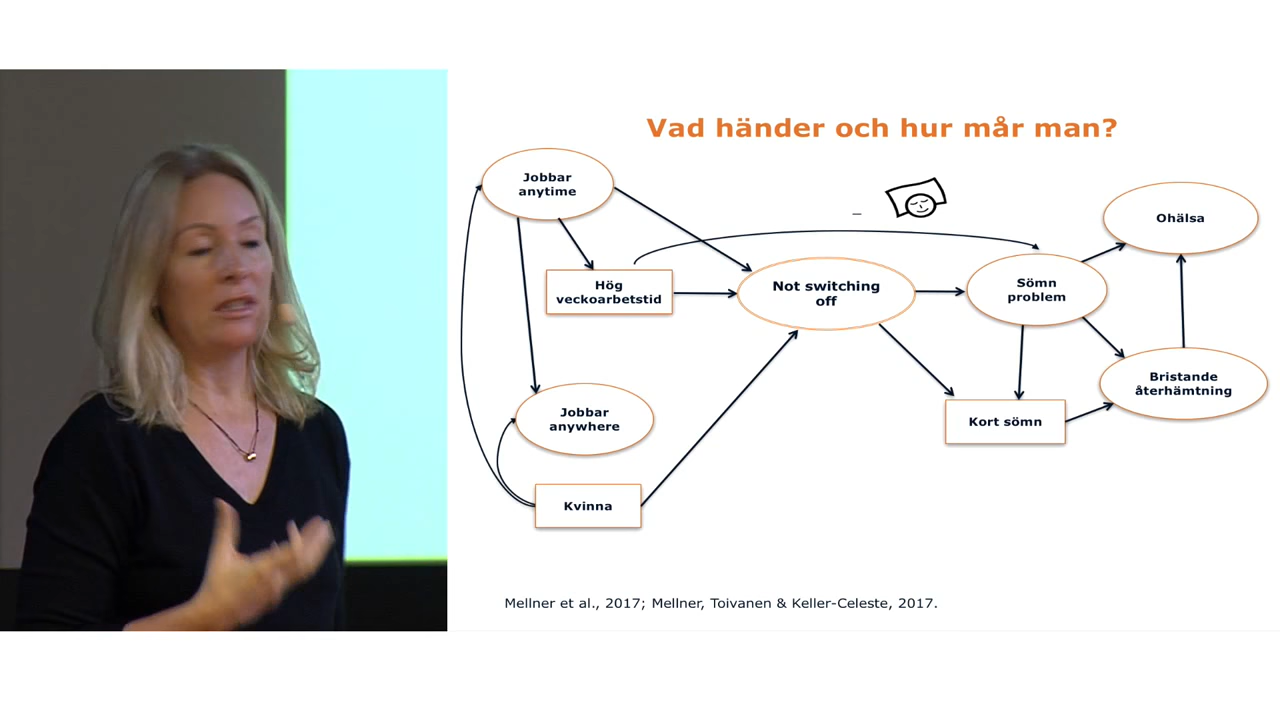 Vad händer och hur mår man?
Jobbar
anytime
Ohälsa
–
Hög
veckoarbetstid
Not switching
off
Sömn
problem
Bristande
återhämtning
Jobbar
anywhere
Kort sömn
Kvinna
Mellner et al., 2017; Mellner, Toivanen & Keller-Celeste, 2017.